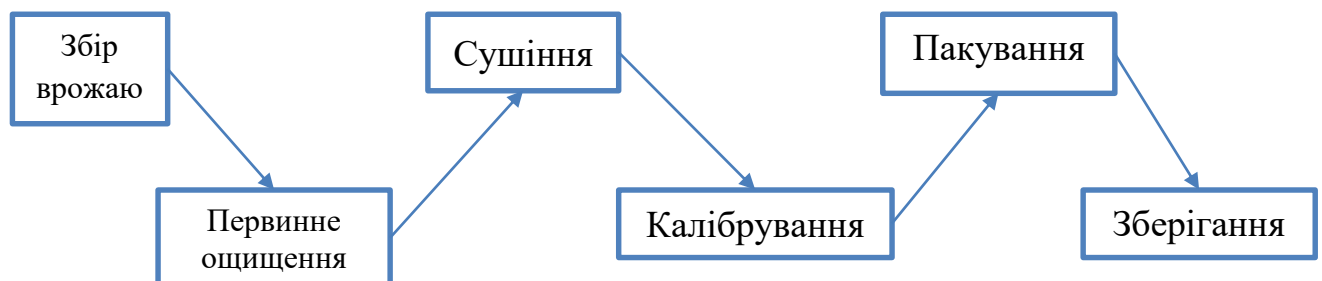 Збір
врожаю
Первинне
ощищення
Сушіння
Калібрування
Пакування
Зберігання